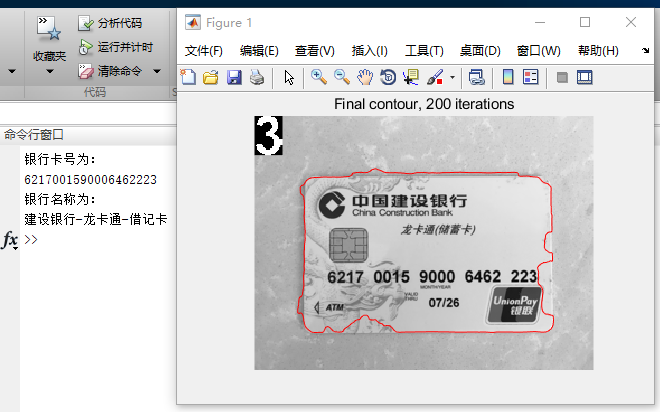 收藏夹
分析代码
运行并计时
清除命令
代码
命令行窗口
银行卡号为:
6217001590006462223
银行名称为:
建设银行-龙卡通-借记卡
fx >>
Figure 1
文件(F) 编辑(E) 查看(V) 插入(I) 工具(T) 桌面(D) 窗口(W) 帮助(H)
Final contour, 200 iterations
3
中国建设银行
China Construction Bank
龙卡通(储蓄卡)
6217 0015 9000 6462 223
MONTH/YEAR
VALID
THRU
07/26
ATM
UnionPay
银联